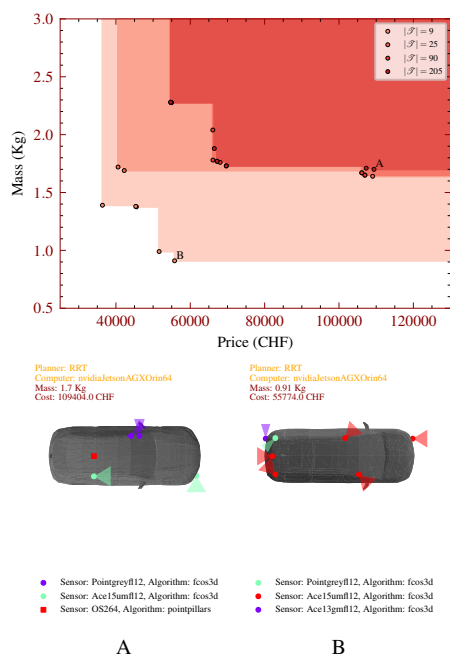 3.0
2.5
2.0
1.5
1.0
0.5
Mass (Kg)
|𝒯| = 9
|𝒯| = 25
|𝒯| = 90
|𝒯| = 205
A
B
40000 60000 80000 100000 120000
Price (CHF)
Planner: RRT
Computer: nvidiaJetsonAGXOrin64
Mass: 1.7 Kg
Cost: 109404.0 CHF
Planner: RRT
Computer: nvidiaJetsonAGXOrin64
Mass: 0.91 Kg
Cost: 55774.0 CHF
Sensor: Pointgreyfl12, Algorithm: fcos3d
Sensor: Ace15umfl12, Algorithm: fcos3d
Sensor: OS264, Algorithm: pointpillars
Sensor: Pointgreyfl12, Algorithm: fcos3d
Sensor: Ace15umfl12, Algorithm: fcos3d
Sensor: Ace13gmfl12, Algorithm: fcos3d
A
B